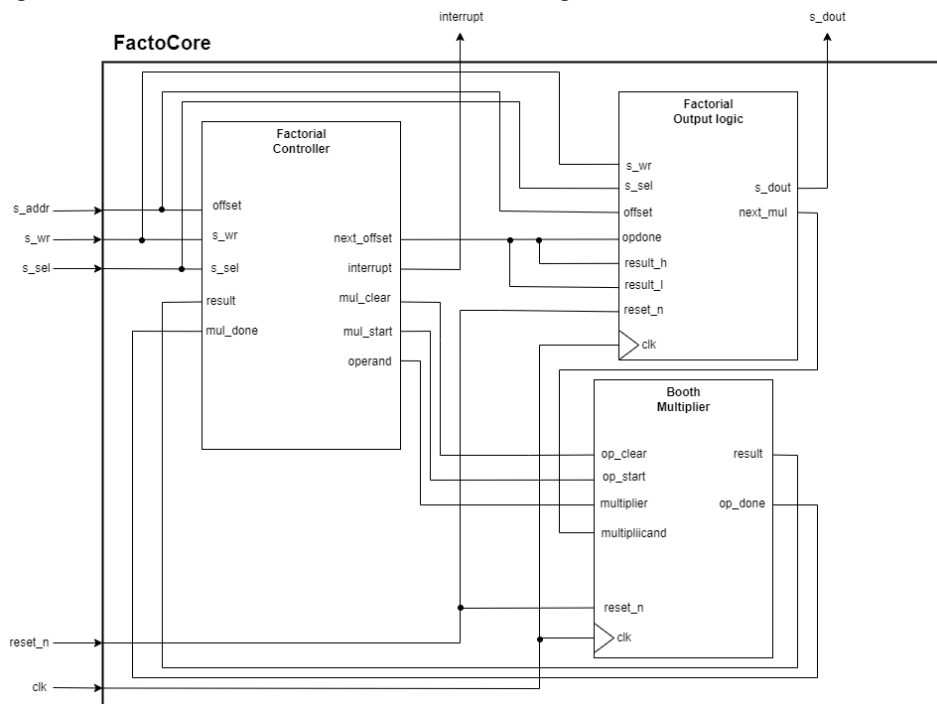 interrupt
s_dout
FactoCore
Factorial
Controller
offset
s_wr
s_sel
result
mul_done
next_offset
interrupt
mul_clear
mul_start
operand
Factorial
Output logic
s_wr
s_sel
offset
opdone
result_h
result_l
reset_n
clk
s_dout
next_mul
s_addr
s_wr
s_sel
Booth
Multiplier
op_clear
op_start
multiplier
multipliicand
reset_n
clk
result
op_done
reset_n
clk